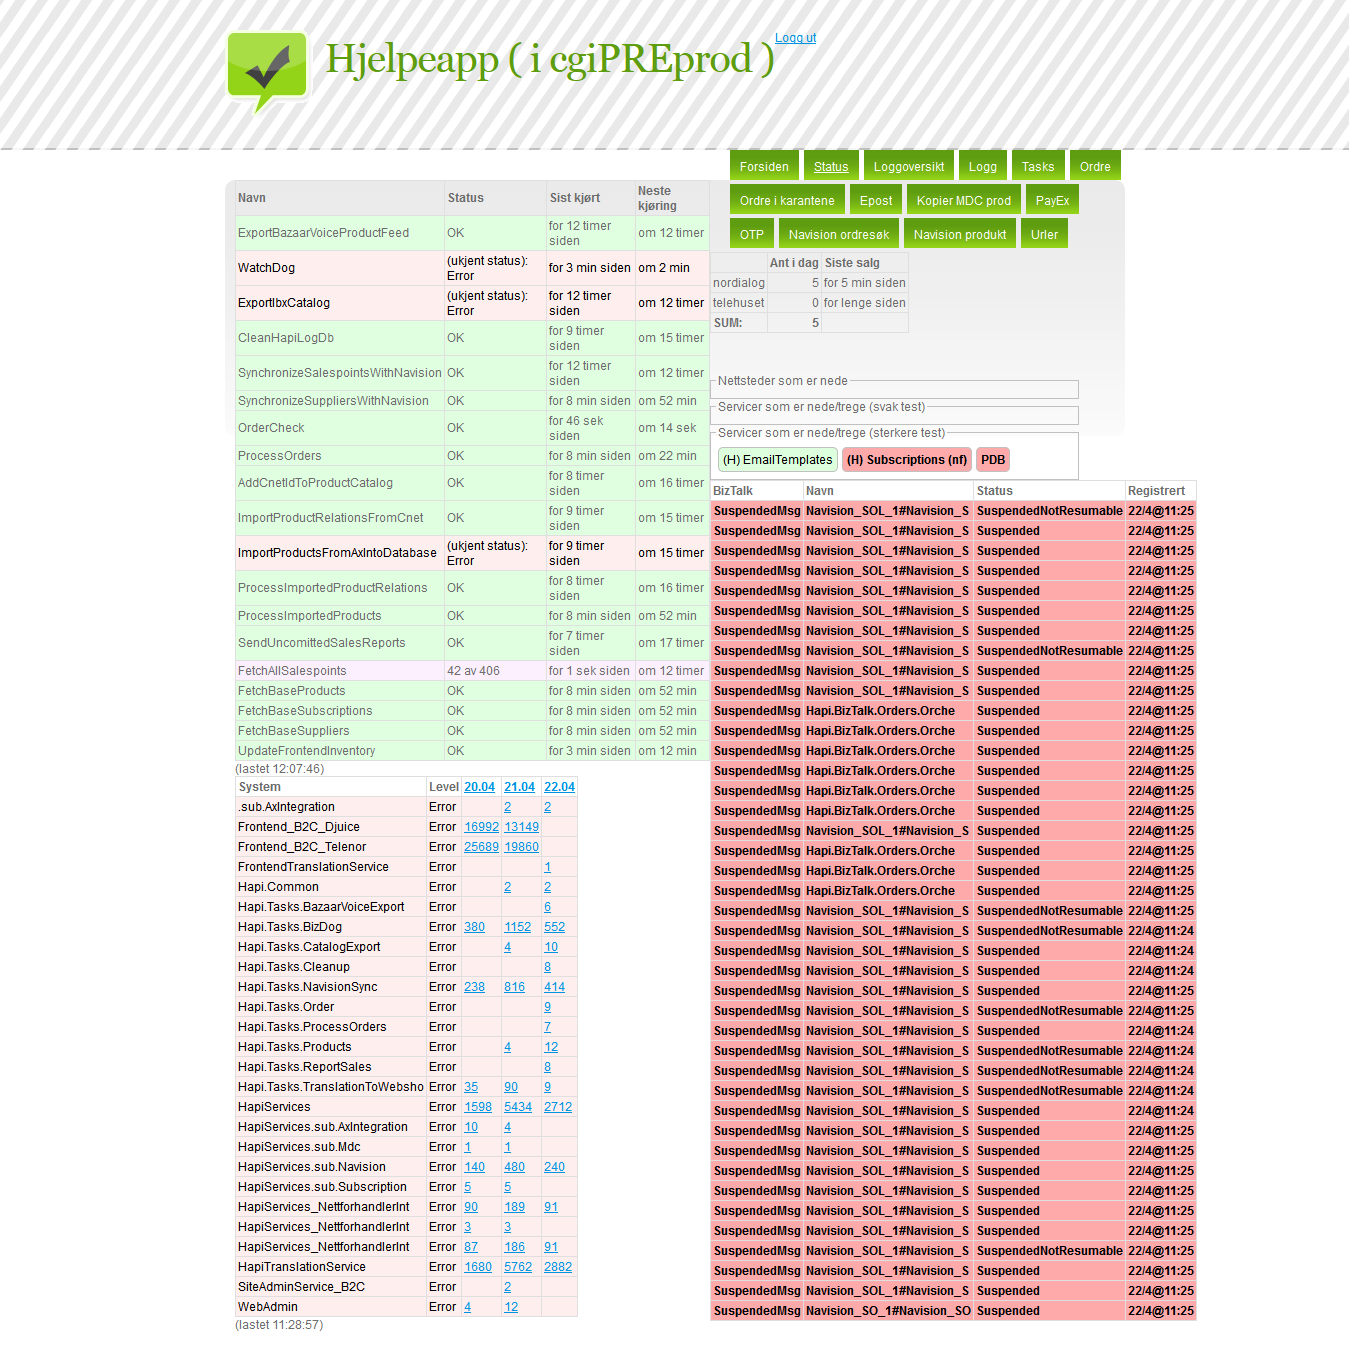 Hjelpeapp ( i cgiPREprod )
Logg ut
Forsiden Status Loggoversikt Logg Tasks Ordre
Ordre i karantene Epost Kopier MDC prod PayEx
OTP Navision ordresøk Navision produkt Urler
Navn Status Sist kjørt Neste kjøring
ExportBazaarVoiceProductFeed OK for 12 timer siden om 12 timer
WatchDog (ukjent status): Error for 3 min siden om 2 min
ExportIbxCatalog (ukjent status): Error for 12 timer siden om 12 timer
CleanHapiLogDb OK for 9 timer siden om 15 timer
SynchronizeSalespointsWithNavision OK for 12 timer siden om 12 timer
SynchronizeSuppliersWithNavision OK for 8 min siden om 52 min
OrderCheck OK for 46 sek siden om 14 sek
ProcessOrders OK for 8 min siden om 22 min
AddCnetIdToProductCatalog OK for 8 timer siden om 16 timer
ImportProductRelationsFromCnet OK for 9 timer siden om 15 timer
ImportProductsFromAxIntoDatabase (ukjent status): Error for 9 timer siden om 15 timer
ProcessImportedProductRelations OK for 8 timer siden om 16 timer
ProcessImportedProducts OK for 8 min siden om 52 min
SendUncomittedSalesReports OK for 7 timer siden om 17 timer
FetchAllSalespoints 42 av 406 for 1 sek siden om 12 timer
FetchBaseProducts OK for 8 min siden om 52 min
FetchBaseSubscriptions OK for 8 min siden om 52 min
FetchBaseSuppliers OK for 8 min siden om 52 min
UpdateFrontendInventory OK for 3 min siden om 12 min
(lastet 12:07:46)
System Level 20.04 21.04 22.04
.sub.AxIntegration Error 2 2
Frontend_B2C_Djuice Error 16992 13149
Frontend_B2C_Telenor Error 25689 19860
FrontendTranslationService Error 1
Hapi.Common Error 2 2
Hapi.Tasks.BazaarVoiceExport Error 6
Hapi.Tasks.BizDog Error 380 1152 552
Hapi.Tasks.CatalogExport Error 4 10
Hapi.Tasks.Cleanup Error 8
Hapi.Tasks.NavisionSync Error 238 816 414
Hapi.Tasks.Order Error 9
Hapi.Tasks.ProcessOrders Error 7
Hapi.Tasks.Products Error 4 12
Hapi.Tasks.ReportSales Error 8
Hapi.Tasks.TranslationToWebsho Error 35 90 9
HapiServices Error 1598 5434 2712
HapiServices.sub.AxIntegration Error 10 4
HapiServices.sub.Mdc Error 1 1
HapiServices.sub.Navision Error 140 480 240
HapiServices.sub.Subscription Error 5 5
HapiServices_NettforhandlerInt Error 90 189 91
HapiServices_NettforhandlerInt Error 3 3
HapiServices_NettforhandlerInt Error 87 186 91
HapiTranslationService Error 1680 5762 2882
SiteAdminService_B2C Error 2
WebAdmin Error 4 12
(lastet 11:28:57)
Ant i dag Siste salg
nordialog 5 for 5 min siden
telehuset 0 for lenge siden
SUM: 5
Nettsteder som er nede
Servicer som er nede/trege (svak test)
Servicer som er nede/trege (sterkere test)
(H) EmailTemplates (H) Subscriptions (nf) PDB
BizTalk Navn Status Registrert
SuspendedMsg Navision_SOL_1#Navision_S SuspendedNotResumable 22/4@11:25
SuspendedMsg Navision_SOL_1#Navision_S Suspended 22/4@11:25
SuspendedMsg Navision_SOL_1#Navision_S Suspended 22/4@11:25
SuspendedMsg Navision_SOL_1#Navision_S Suspended 22/4@11:25
SuspendedMsg Navision_SOL_1#Navision_S Suspended 22/4@11:25
SuspendedMsg Navision_SOL_1#Navision_S Suspended 22/4@11:25
SuspendedMsg Navision_SOL_1#Navision_S Suspended 22/4@11:25
SuspendedMsg Navision_SOL_1#Navision_S SuspendedNotResumable 22/4@11:25
SuspendedMsg Navision_SOL_1#Navision_S Suspended 22/4@11:25
SuspendedMsg Navision_SOL_1#Navision_S Suspended 22/4@11:25
SuspendedMsg Hapi.BizTalk.Orders.Orche Suspended 22/4@11:25
SuspendedMsg Hapi.BizTalk.Orders.Orche Suspended 22/4@11:25
SuspendedMsg Hapi.BizTalk.Orders.Orche Suspended 22/4@11:25
SuspendedMsg Hapi.BizTalk.Orders.Orche Suspended 22/4@11:25
SuspendedMsg Hapi.BizTalk.Orders.Orche Suspended 22/4@11:25
SuspendedMsg Hapi.BizTalk.Orders.Orche Suspended 22/4@11:25
SuspendedMsg Navision_SOL_1#Navision_S Suspended 22/4@11:25
SuspendedMsg Hapi.BizTalk.Orders.Orche Suspended 22/4@11:25
SuspendedMsg Hapi.BizTalk.Orders.Orche Suspended 22/4@11:25
SuspendedMsg Hapi.BizTalk.Orders.Orche Suspended 22/4@11:25
SuspendedMsg Navision_SOL_1#Navision_S SuspendedNotResumable 22/4@11:25
SuspendedMsg Navision_SOL_1#Navision_S SuspendedNotResumable 22/4@11:24
SuspendedMsg Navision_SOL_1#Navision_S Suspended 22/4@11:24
SuspendedMsg Navision_SOL_1#Navision_S Suspended 22/4@11:24
SuspendedMsg Navision_SOL_1#Navision_S Suspended 22/4@11:25
SuspendedMsg Navision_SOL_1#Navision_S SuspendedNotResumable 22/4@11:25
SuspendedMsg Navision_SOL_1#Navision_S Suspended 22/4@11:24
SuspendedMsg Navision_SOL_1#Navision_S SuspendedNotResumable 22/4@11:24
SuspendedMsg Navision_SOL_1#Navision_S SuspendedNotResumable 22/4@11:24
SuspendedMsg Navision_SOL_1#Navision_S SuspendedNotResumable 22/4@11:24
SuspendedMsg Navision_SOL_1#Navision_S Suspended 22/4@11:24
SuspendedMsg Navision_SOL_1#Navision_S Suspended 22/4@11:25
SuspendedMsg Navision_SOL_1#Navision_S Suspended 22/4@11:25
SuspendedMsg Navision_SOL_1#Navision_S Suspended 22/4@11:25
SuspendedMsg Navision_SOL_1#Navision_S Suspended 22/4@11:25
SuspendedMsg Navision_SOL_1#Navision_S Suspended 22/4@11:25
SuspendedMsg Navision_SOL_1#Navision_S Suspended 22/4@11:25
SuspendedMsg Navision_SOL_1#Navision_S SuspendedNotResumable 22/4@11:25
SuspendedMsg Navision_SOL_1#Navision_S Suspended 22/4@11:25
SuspendedMsg Navision_SOL_1#Navision_S Suspended 22/4@11:25
SuspendedMsg Navision_SO_1#Navision_SO Suspended 22/4@11:25